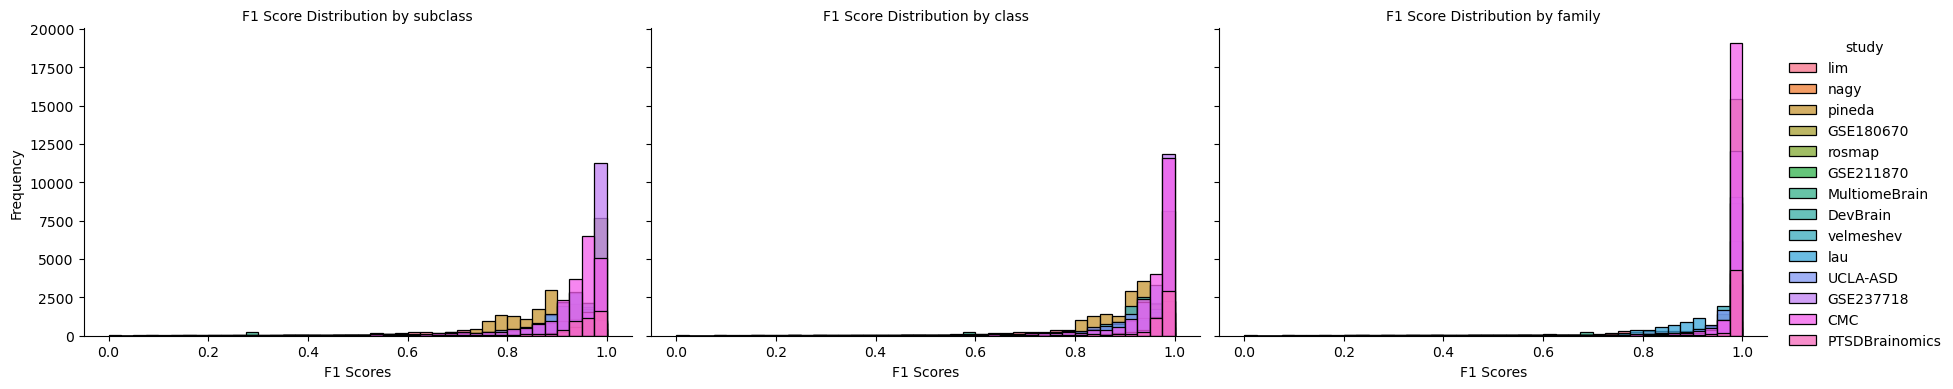 F1 Score Distribution by subclass
F1 Score Distribution by class
F1 Score Distribution by family
Frequency
20000
17500
15000
12500
10000
7500
5000
2500
0
0.0 0.2 0.4 0.6 0.8 1.0
0.0 0.2 0.4 0.6 0.8 1.0
0.0 0.2 0.4 0.6 0.8 1.0
F1 Scores
F1 Scores
F1 Scores
study
lim
nagy
pineda
GSE180670
rosmap
GSE211870
MultiomeBrain
DevBrain
velmeshev
lau
UCLA-ASD
GSE237718
CMC
PTSDBrainomics